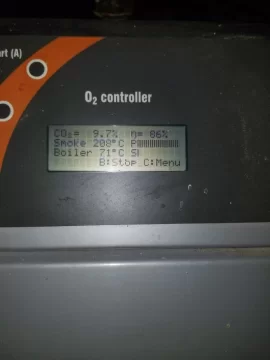 art (A)
O₂ controller
CO₂= 9.7% η= 86%
Smoke 208°C P
Boiler 71°C S
B:Stop C:Menu